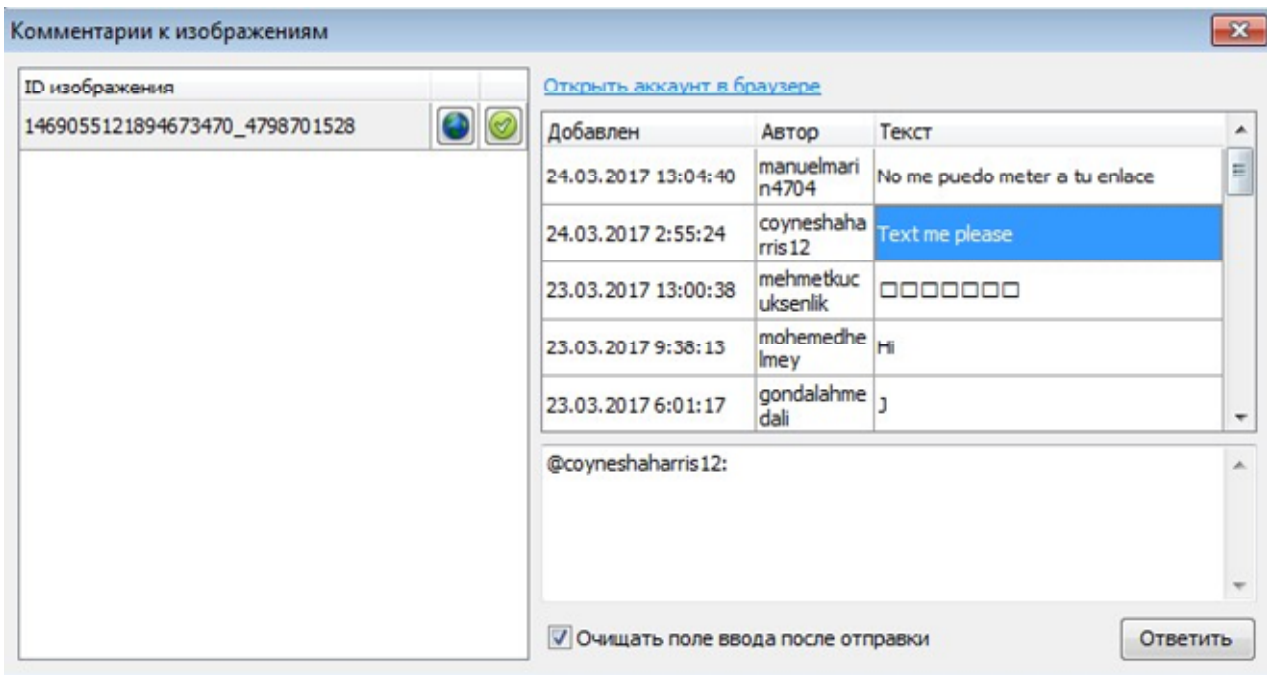 Комментарии к изображениям
ID изображения
1469055121894673470_4798701528
Открыть аккаунт в браузере
Добавлен Автор Текст
24.03.2017 13:04:40 manuelmari
n4704 No me puedo meter a tu enlace
24.03.2017 2:55:24 coyneshaha
rris12 Text me please
23.03.2017 13:00:38 mehmetkuc
uksenlik □□□□□□□
23.03.2017 9:38:13 mohemedhe
lmey Hi
23.03.2017 6:01:17 gondalahme
dali J
@coyneshaharris12:
Очищать поле ввода после отправки
Ответить